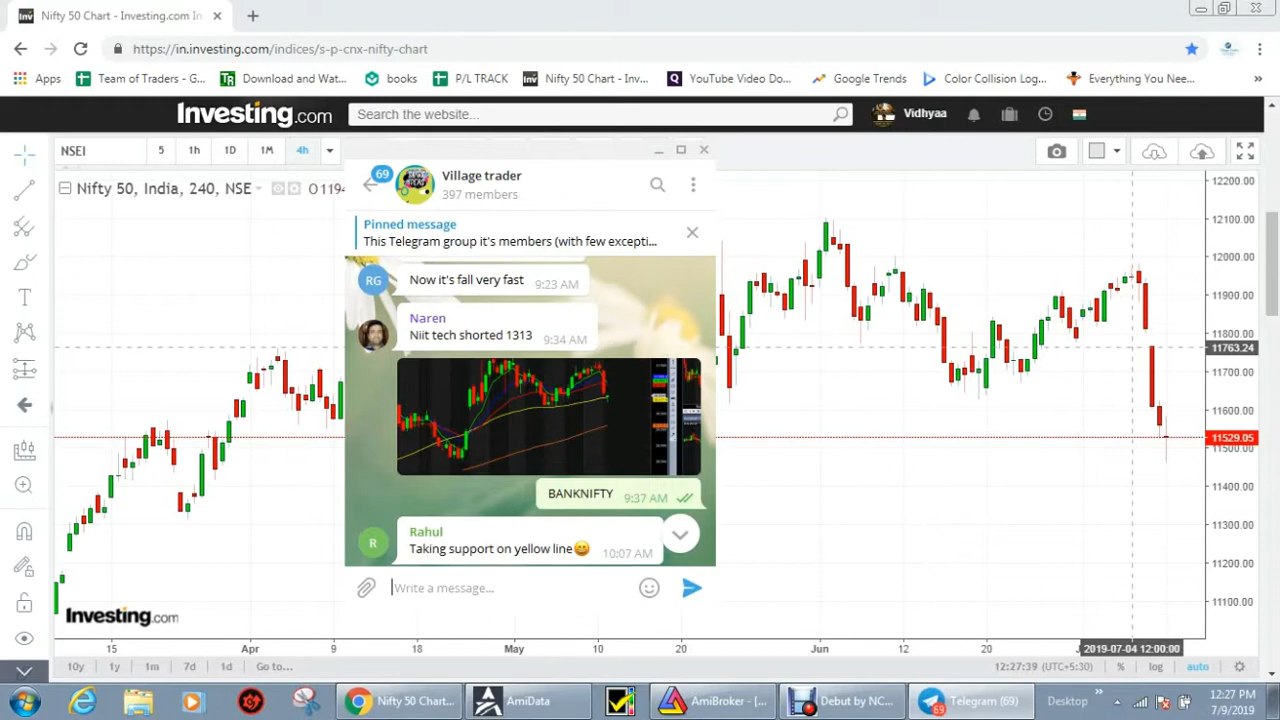 Nifty 50 Chart - Investing.com In
https://in.investing.com/indices/s-p-cnx-nifty-chart
Apps Team of Traders - G... Download and Wat... books P/L TRACK Nifty 50 Chart - Inv... YouTube Video Do... Google Trends Color Collision Log... Everything You Nee... »
Investing.com Search the website... Vidhyaa
NSEI 5 1h 1D 1M 4h
Nifty 50, India, 240, NSE O1194
69 Village trader
397 members
Pinned message
This Telegram group it's members (with few excepti...
RG Now it's fall very fast 9:23 AM
Naren
Niit tech shorted 1313 9:34 AM
BANKNIFTY 9:37 AM
Rahul
R Taking support on yellow line😄 10:07 AM
Write a message...
12200.00
12100.00
12000.00
11900.00
11800.00
11763.24
11700.00
11600.00
11529.05
11500.00
11400.00
11300.00
11200.00
11100.00
Investing.com
15 Apr 9 18 May 10 20 Jun 12 20 2019-07-04 12:00:00
10y 1y 1m 7d 1d Go to... 12:27:39 (UTC+5:30) % log auto
Nifty 50 Chart... AmiData AmiBroker - [... Debut by NC... Telegram (69) Desktop » 12:27 PM
69 7/9/2019